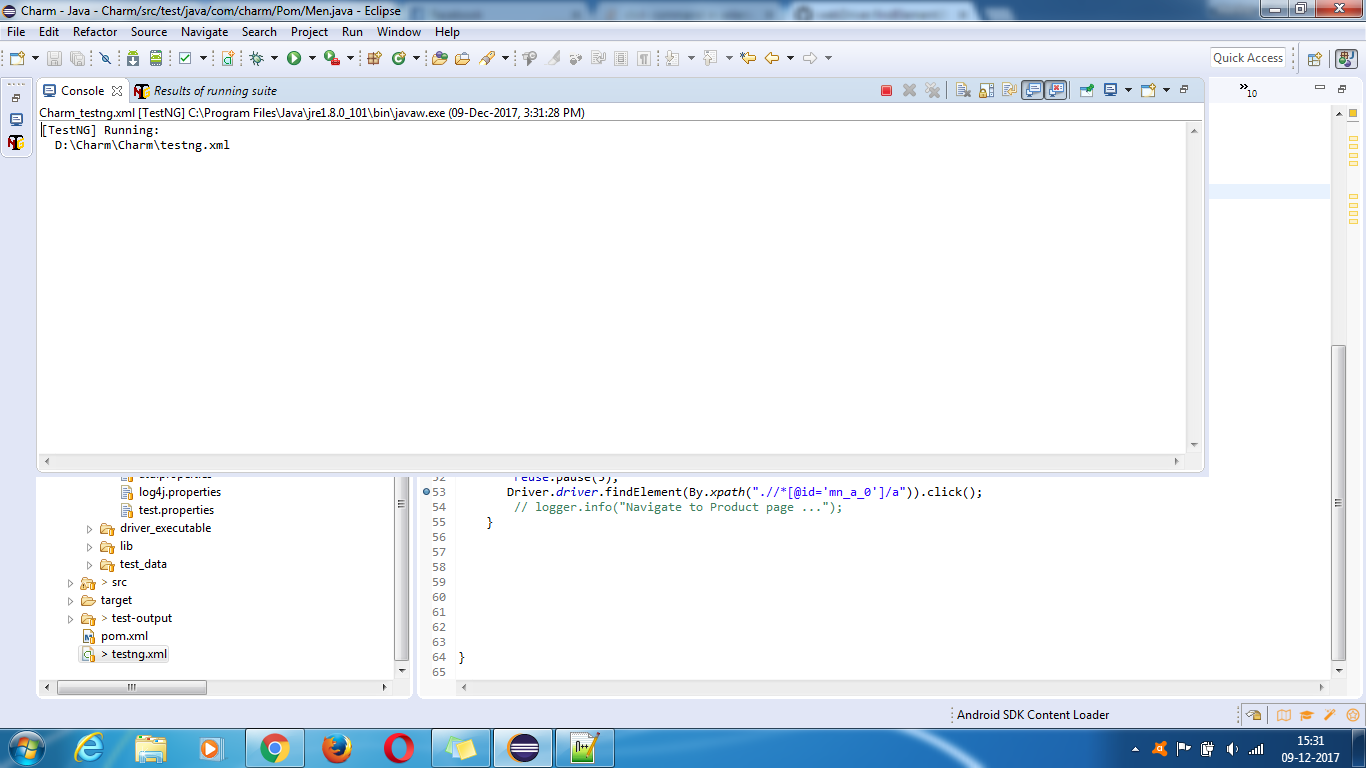 Charm - Java - Charm/src/test/java/com/charm/Pom/Men.java - Eclipse
File Edit Refactor Source Navigate Search Project Run Window Help
Quick Access
Console Results of running suite
10
Charm_testng.xml [TestNG] C:\Program Files\Java\jre1.8.0_101\bin\javaw.exe (09-Dec-2017, 3:31:28 PM)
[TestNG] Running:
D:\Charm\Charm\testng.xml
log4j.properties
test.properties
driver_executable
lib
test_data
> src
target
> test-output
pom.xml
> testng.xml
52 reuse.pause(5);
53 Driver.driver.findElement(By.xpath(".//*[@id='mn_a_0']/a")).click();
54 // logger.info("Navigate to Product page ...");
55 }
56
57
58
59
60
61
62
63
64 }
65
Android SDK Content Loader
15:31
09-12-2017